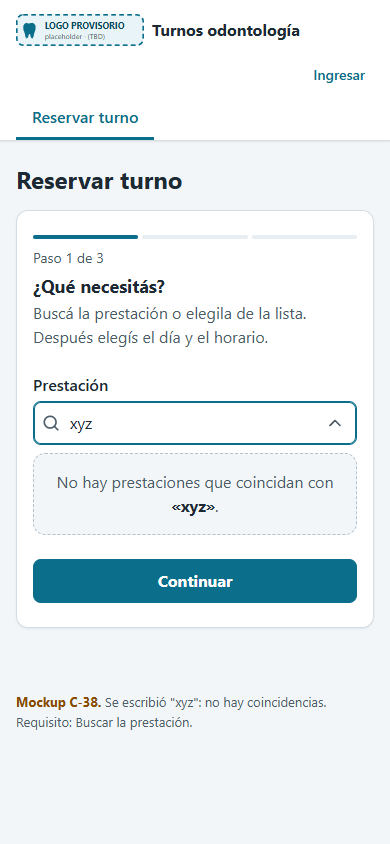 LOGO PROVISORIO
placeholder · (TBD)
Turnos odontología
Ingresar
Reservar turno
Reservar turno
Paso 1 de 3
¿Qué necesitás?
Buscá la prestación o elegila de la lista.
Después elegís el día y el horario.
Prestación
xyz
No hay prestaciones que coincidan con
«xyz».
Continuar
Mockup C-38. Se escribió "xyz": no hay coincidencias.
Requisito: Buscar la prestación.